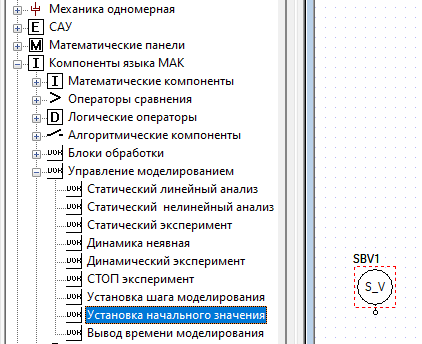 Механика одномерная
E САУ
M Математические панели
I Компоненты языка МАК
I Математические компоненты
> Операторы сравнения
D Логические операторы
Алгоритмические компоненты
Блоки обработки
Управление моделированием
Статический линейный анализ
Статический нелинейный анализ
Статический эксперимент
Динамика неявная
Динамический эксперимент
СТОП эксперимент
Установка шага моделирования
Установка начального значения
Вывод времени моделирования
SBV1
S_V